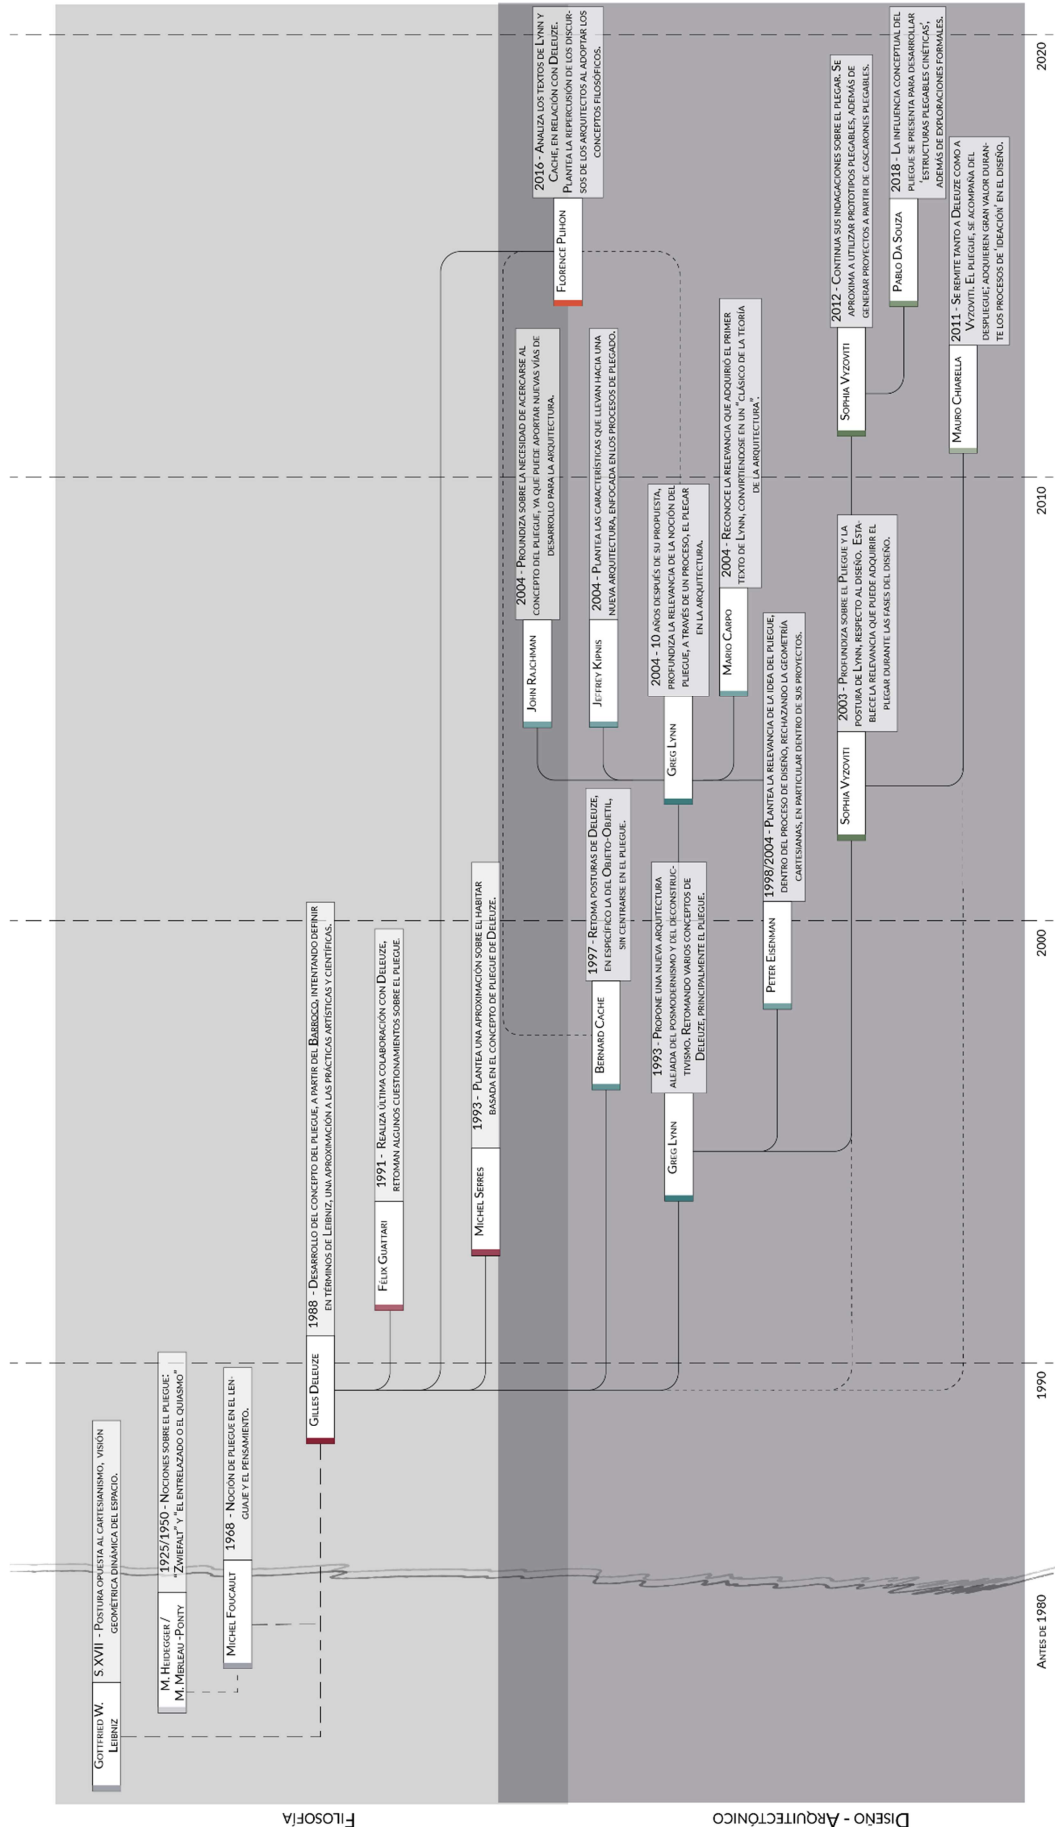 Filosofía
Diseño - Arquitectónico
Gottfried W.
Leibniz
S.XVII - Postura opuesta al cartesianismo, visión
geométrica dinámica del espacio.
M. Heidegger /
M. Merleau -Ponty
1925/1950 - Nociones sobre el pliegue;
"Zwiefalt" y "el entrelazado o el quiasmo"
Michel Foucault
1968 - Noción de pliegue en el len-
guaje y el pensamiento.
Gilles Deleuze
1988 - Desarrollo del concepto del pliegue, a partir del Barroco, intentando definir
en términos de Leibniz, una aproximación a las prácticas artísticas y científicas.
Félix Guattari
1991 - Realiza última colaboración con Deleuze,
retoman algunos cuestionamientos sobre el pliegue.
Michel Serres
1993 - Plantea una aproximación sobre el habitar
basada en el concepto de pliegue de Deleuze.
John Rajchman
2004 - Proundiza sobre la necesidad de acercarse al
concepto del pliegue, ya que puede aportar nuevas vías de
desarrollo para la arquitectura.
Florence Plihon
2016 - Analiza los textos de Lynn y
Cache, en relación con Deleuze.
Plantea la repercusión de los discur-
sos de los arquitectos al adoptar los
conceptos filosóficos.
Bernard Cache
1997 - Retoma posturas de Deleuze,
en específico la del Objeto-Objetil,
sin centrarse en el pliegue.
Jeffrey Kipnis
2004 - Plantea las características que llevan hacia una
nueva arquitectura, enfocada en los procesos de plegado.
Greg Lynn
1993 - Propone una nueva arquitectura
alejada del posmodernismo y del deconstruc-
tivismo. Retomando varios conceptos de
Deleuze, principalmente el pliegue.
Greg Lynn
2004 - 10 años después de su propuesta,
profundiza la relevancia de la noción del
pliegue, a través de un proceso, el plegar
en la arquitectura.
Mario Carpo
2004 - Reconoce la relevancia que adquirió el primer
texto de Lynn, convirtiendose en un "clásico de la teoría
de la arquitectura".
Peter Eisenman
1998/2004 - Plantea la relevancia de la idea del pliegue,
dentro del proceso de diseño, rechazando la geometría
cartesianas, en particular dentro de sus proyectos.
Sophia Vyzoviti
2003 - Profundiza sobre el Pliegue y la
postura de Lynn, respecto al diseño. Esta-
blece la relevancia que puede adquirir el
plegar durante las fases del diseño.
Sophia Vyzoviti
2012 - Continua sus indagaciones sobre el plegar. Se
aproxima a utilizar prototipos plegables, además de
generar proyectos a partir de cascarones plegables.
Pablo Da Souza
2018 - La influencia conceptual del
pliegue se presenta para desarrollar
'estructuras plegables cinéticas',
además de exploraciones formales.
Mauro Chiarella
2011 - Se remite tanto a Deleuze como a
Vyzoviti. El pliegue, se acompaña del
despliegue; adquieren gran valor duran-
te los procesos de 'ideación' en el diseño.
Antes de 1980
1990
2000
2010
2020